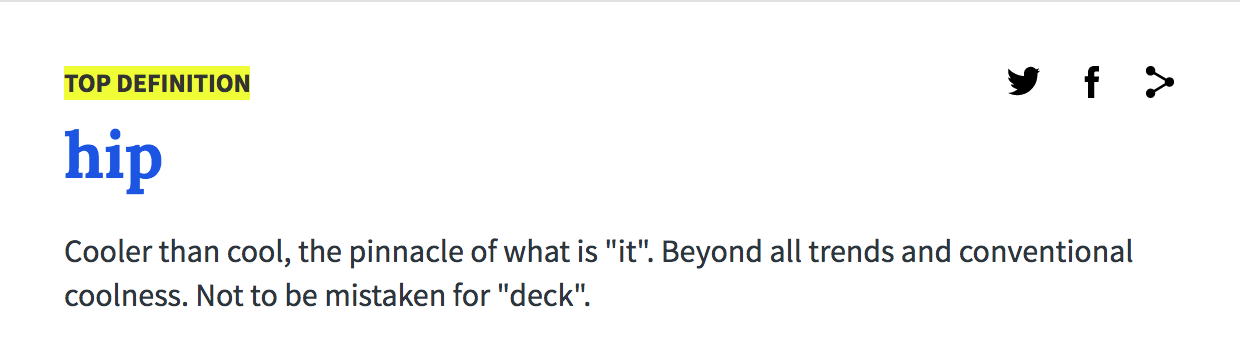 TOP DEFINITION
hip
Cooler than cool, the pinnacle of what is "it". Beyond all trends and conventional
coolness. Not to be mistaken for "deck".